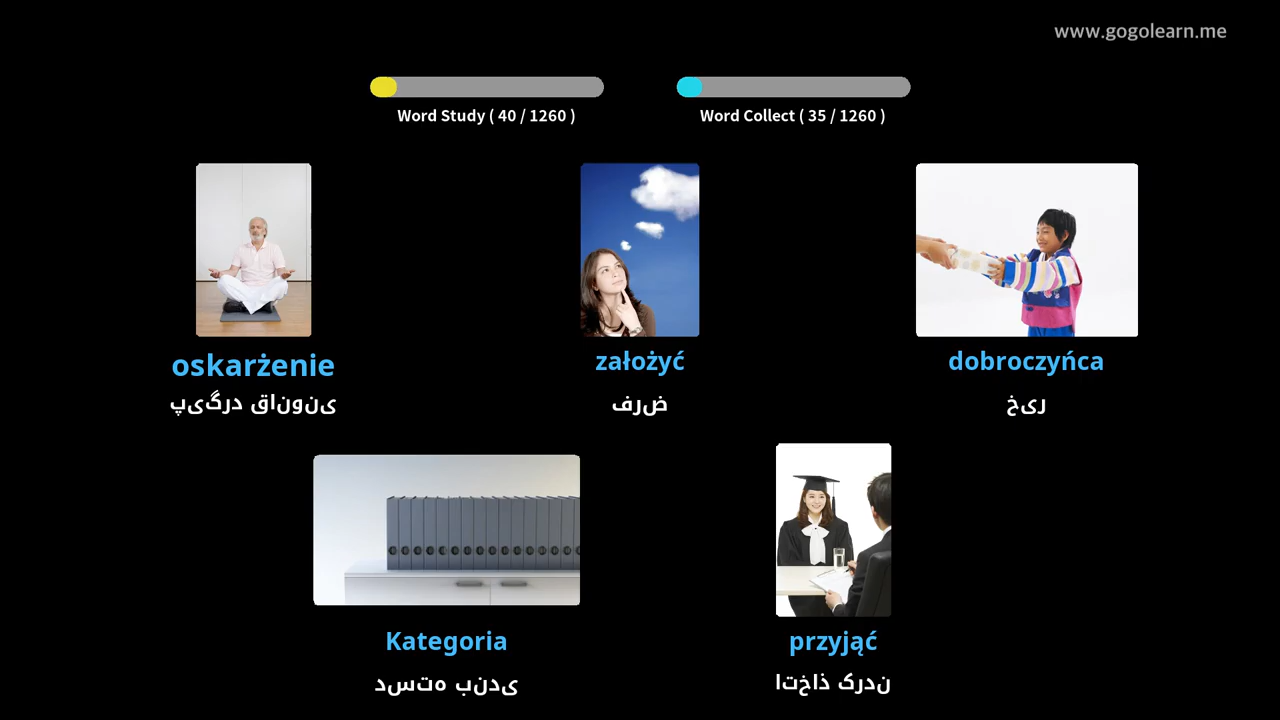 www.gogolearn.me
Word Study ( 40 / 1260 )
Word Collect ( 35 / 1260 )
oskarżenie
پیگرد قانونی
założyć
فرض
dobroczyńca
خیر
Kategoria
دسته بندی
przyjąć
اتخاذ کردن